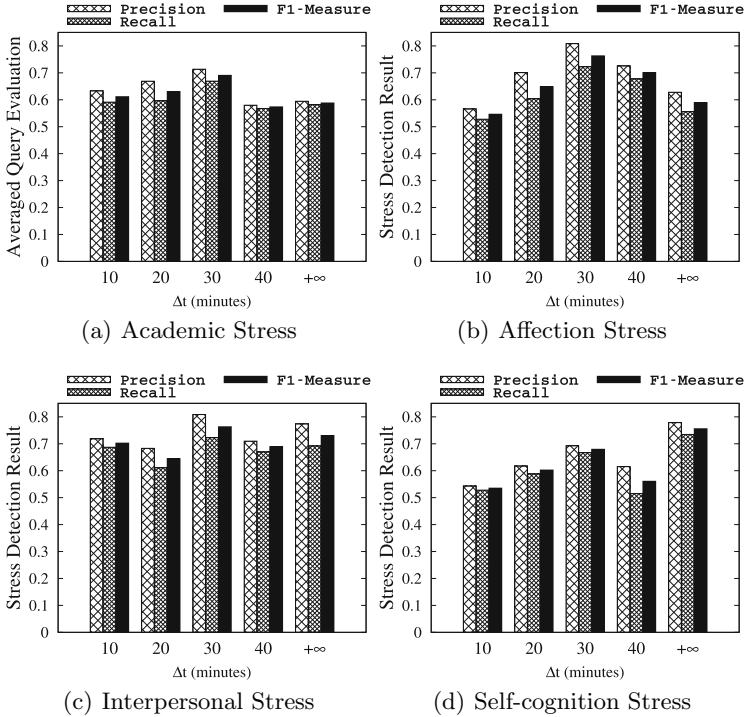 Precision F1-Measure
Recall
Averaged Query Evaluation
0.8
0.7
0.6
0.5
0.4
0.3
0.2
0.1
0
10 20 30 40 +∞
Δt (minutes)
(a) Academic Stress
Precision F1-Measure
Recall
Stress Detection Result
0.8
0.7
0.6
0.5
0.4
0.3
0.2
0.1
0
10 20 30 40 +∞
Δt (minutes)
(b) Affection Stress
Precision F1-Measure
Recall
Stress Detection Result
0.8
0.7
0.6
0.5
0.4
0.3
0.2
0.1
0
10 20 30 40 +∞
Δt (minutes)
(c) Interpersonal Stress
Precision F1-Measure
Recall
Stress Detection Result
0.8
0.7
0.6
0.5
0.4
0.3
0.2
0.1
0
10 20 30 40 +∞
Δt (minutes)
(d) Self-cognition Stress